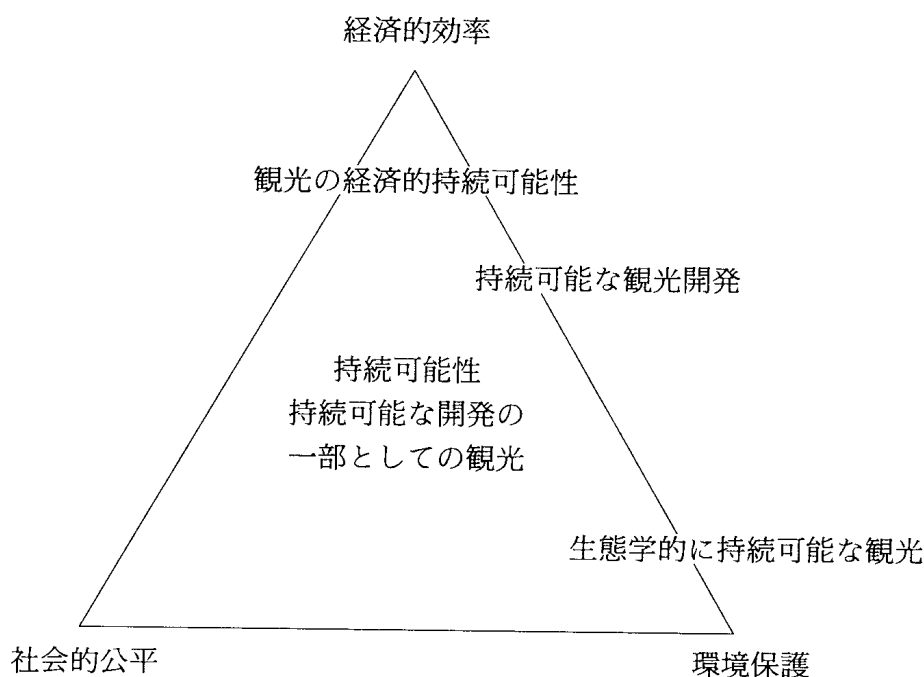 経済的効率
観光の経済的持続可能性
持続可能な観光開発
持続可能性
持続可能な開発の
一部としての観光
生態学的に持続可能な観光
社会的公平
環境保護